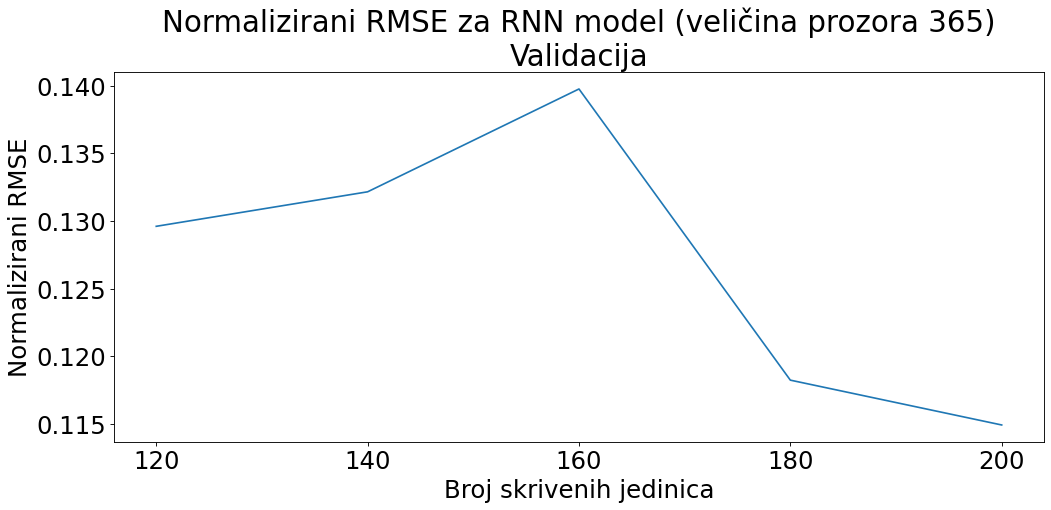 Normalizirani RMSE za RNN model (veličina prozora 365)
Validacija
Normalizirani RMSE
0.140
0.135
0.130
0.125
0.120
0.115
120 140 160 180 200
Broj skrivenih jedinica